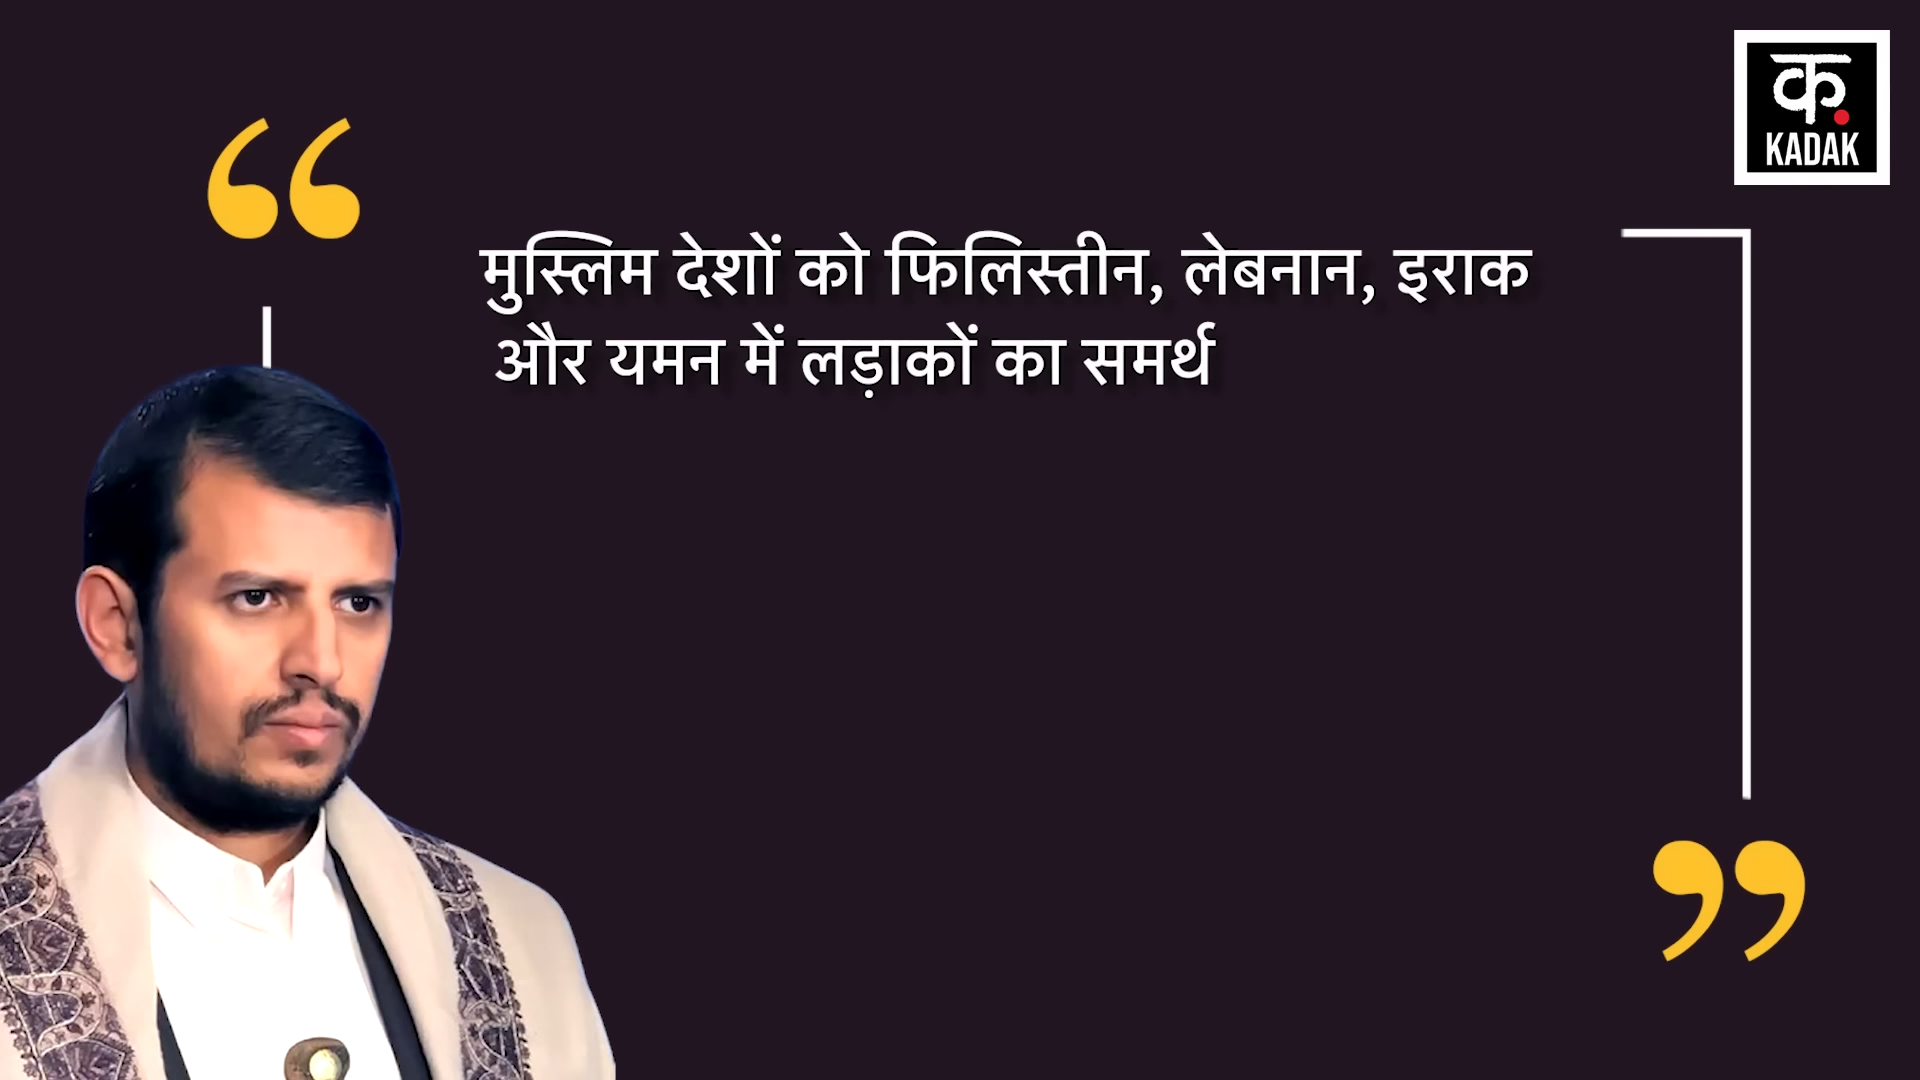 क
KADAK
मुस्लिम देशों को फिलिस्तीन, लेबनान, इराक
और यमन में लड़ाकों का समर्थ